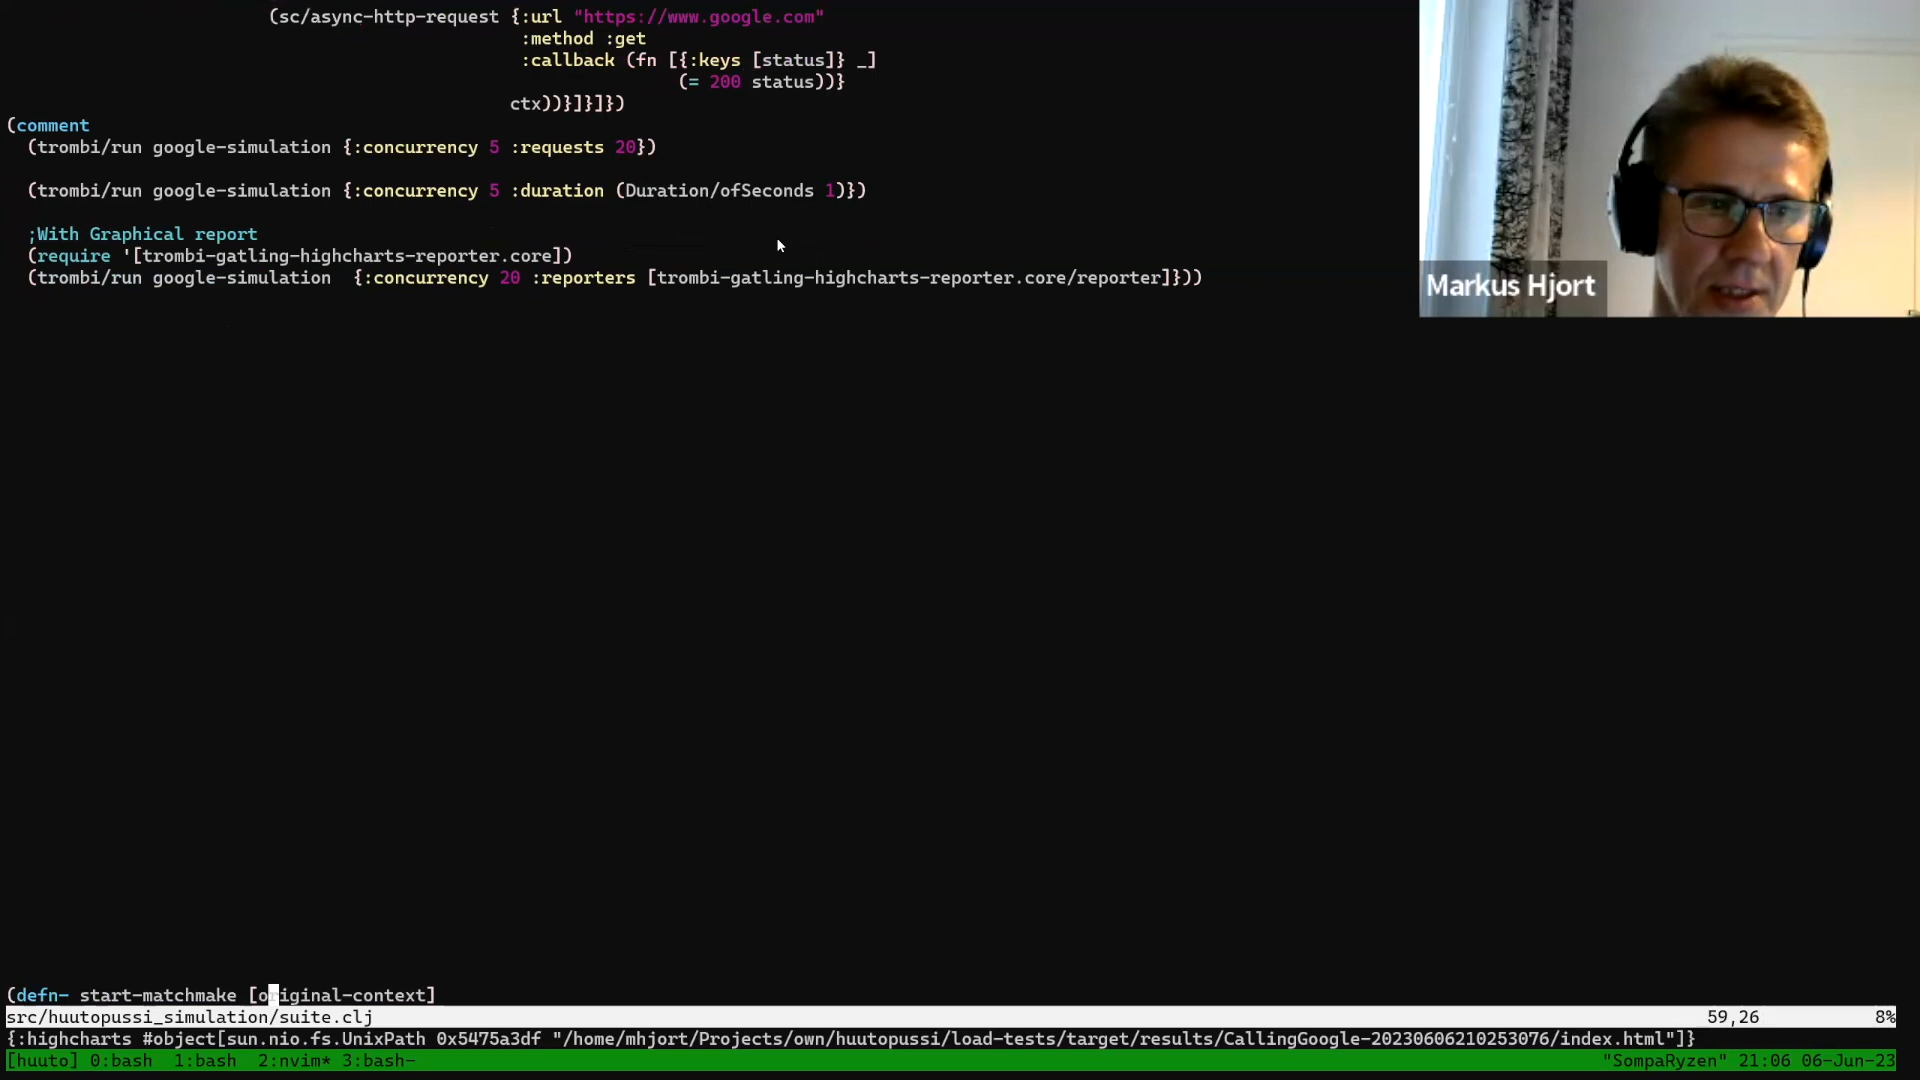 (sc/async-http-request {:url "https://www.google.com"
:method :get
:callback (fn [{:keys [status]} _]
(= 200 status))}
ctx))}]}]})
(comment
(trombi/run google-simulation {:concurrency 5 :requests 20})
(trombi/run google-simulation {:concurrency 5 :duration (Duration/ofSeconds 1)})
;With Graphical report
(require '[trombi-gatling-highcharts-reporter.core])
(trombi/run google-simulation  {:concurrency 20 :reporters [trombi-gatling-highcharts-reporter.core/reporter]}))
Markus Hjort
(defn- start-matchmake [original-context]
src/huutopussi_simulation/suite.clj 59,26 8%
{:highcharts #object[sun.nio.fs.UnixPath 0x5475a3df "/home/mhjort/Projects/own/huutopussi/load-tests/target/results/CallingGoogle-20230606210253076/index.html"]}
[huuto] 0:bash  1:bash  2:nvim* 3:bash- "SompaRyzen" 21:06 06-Jun-23